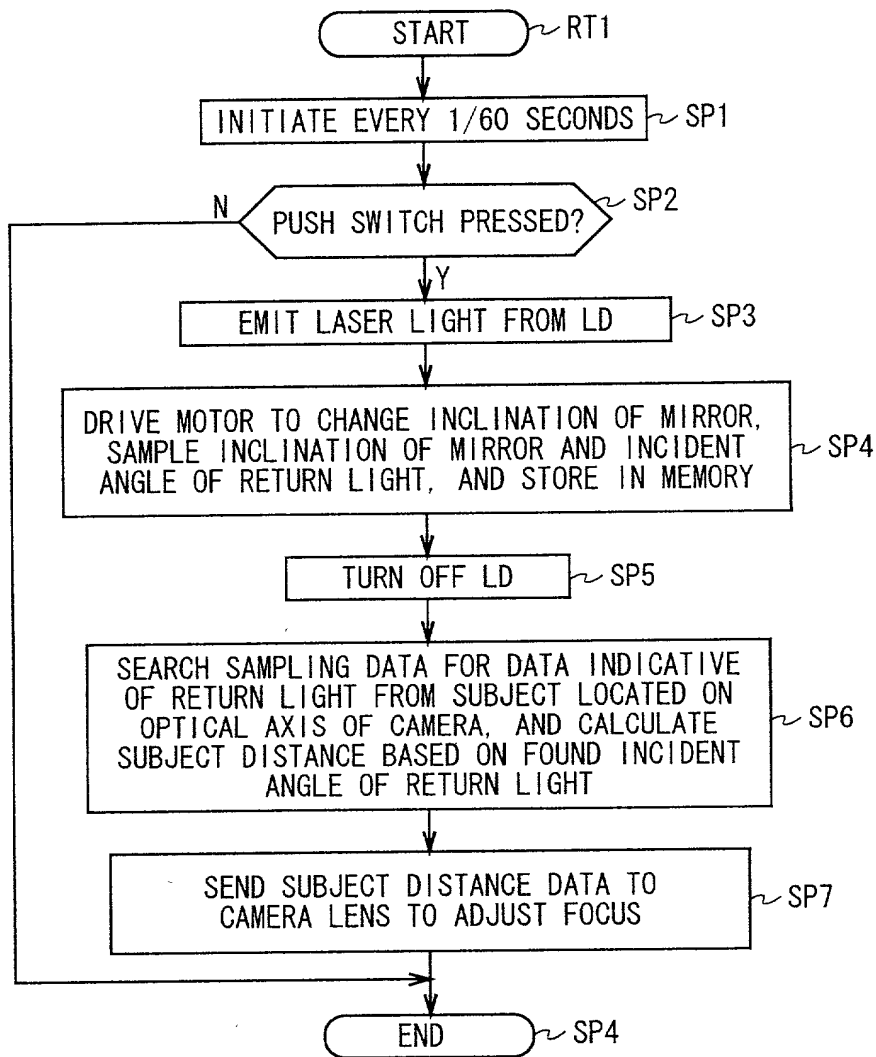 START RT1
INITIATE EVERY 1/60 SECONDS SP1
N PUSH SWITCH PRESSED? SP2
Y
EMIT LASER LIGHT FROM LD SP3
DRIVE MOTOR TO CHANGE INCLINATION OF MIRROR,
SAMPLE INCLINATION OF MIRROR AND INCIDENT SP4
ANGLE OF RETURN LIGHT, AND STORE IN MEMORY
TURN OFF LD SP5
SEARCH SAMPLING DATA FOR DATA INDICATIVE
OF RETURN LIGHT FROM SUBJECT LOCATED ON
OPTICAL AXIS OF CAMERA, AND CALCULATE SP6
SUBJECT DISTANCE BASED ON FOUND INCIDENT
ANGLE OF RETURN LIGHT
SEND SUBJECT DISTANCE DATA TO SP7
CAMERA LENS TO ADJUST FOCUS
END SP4